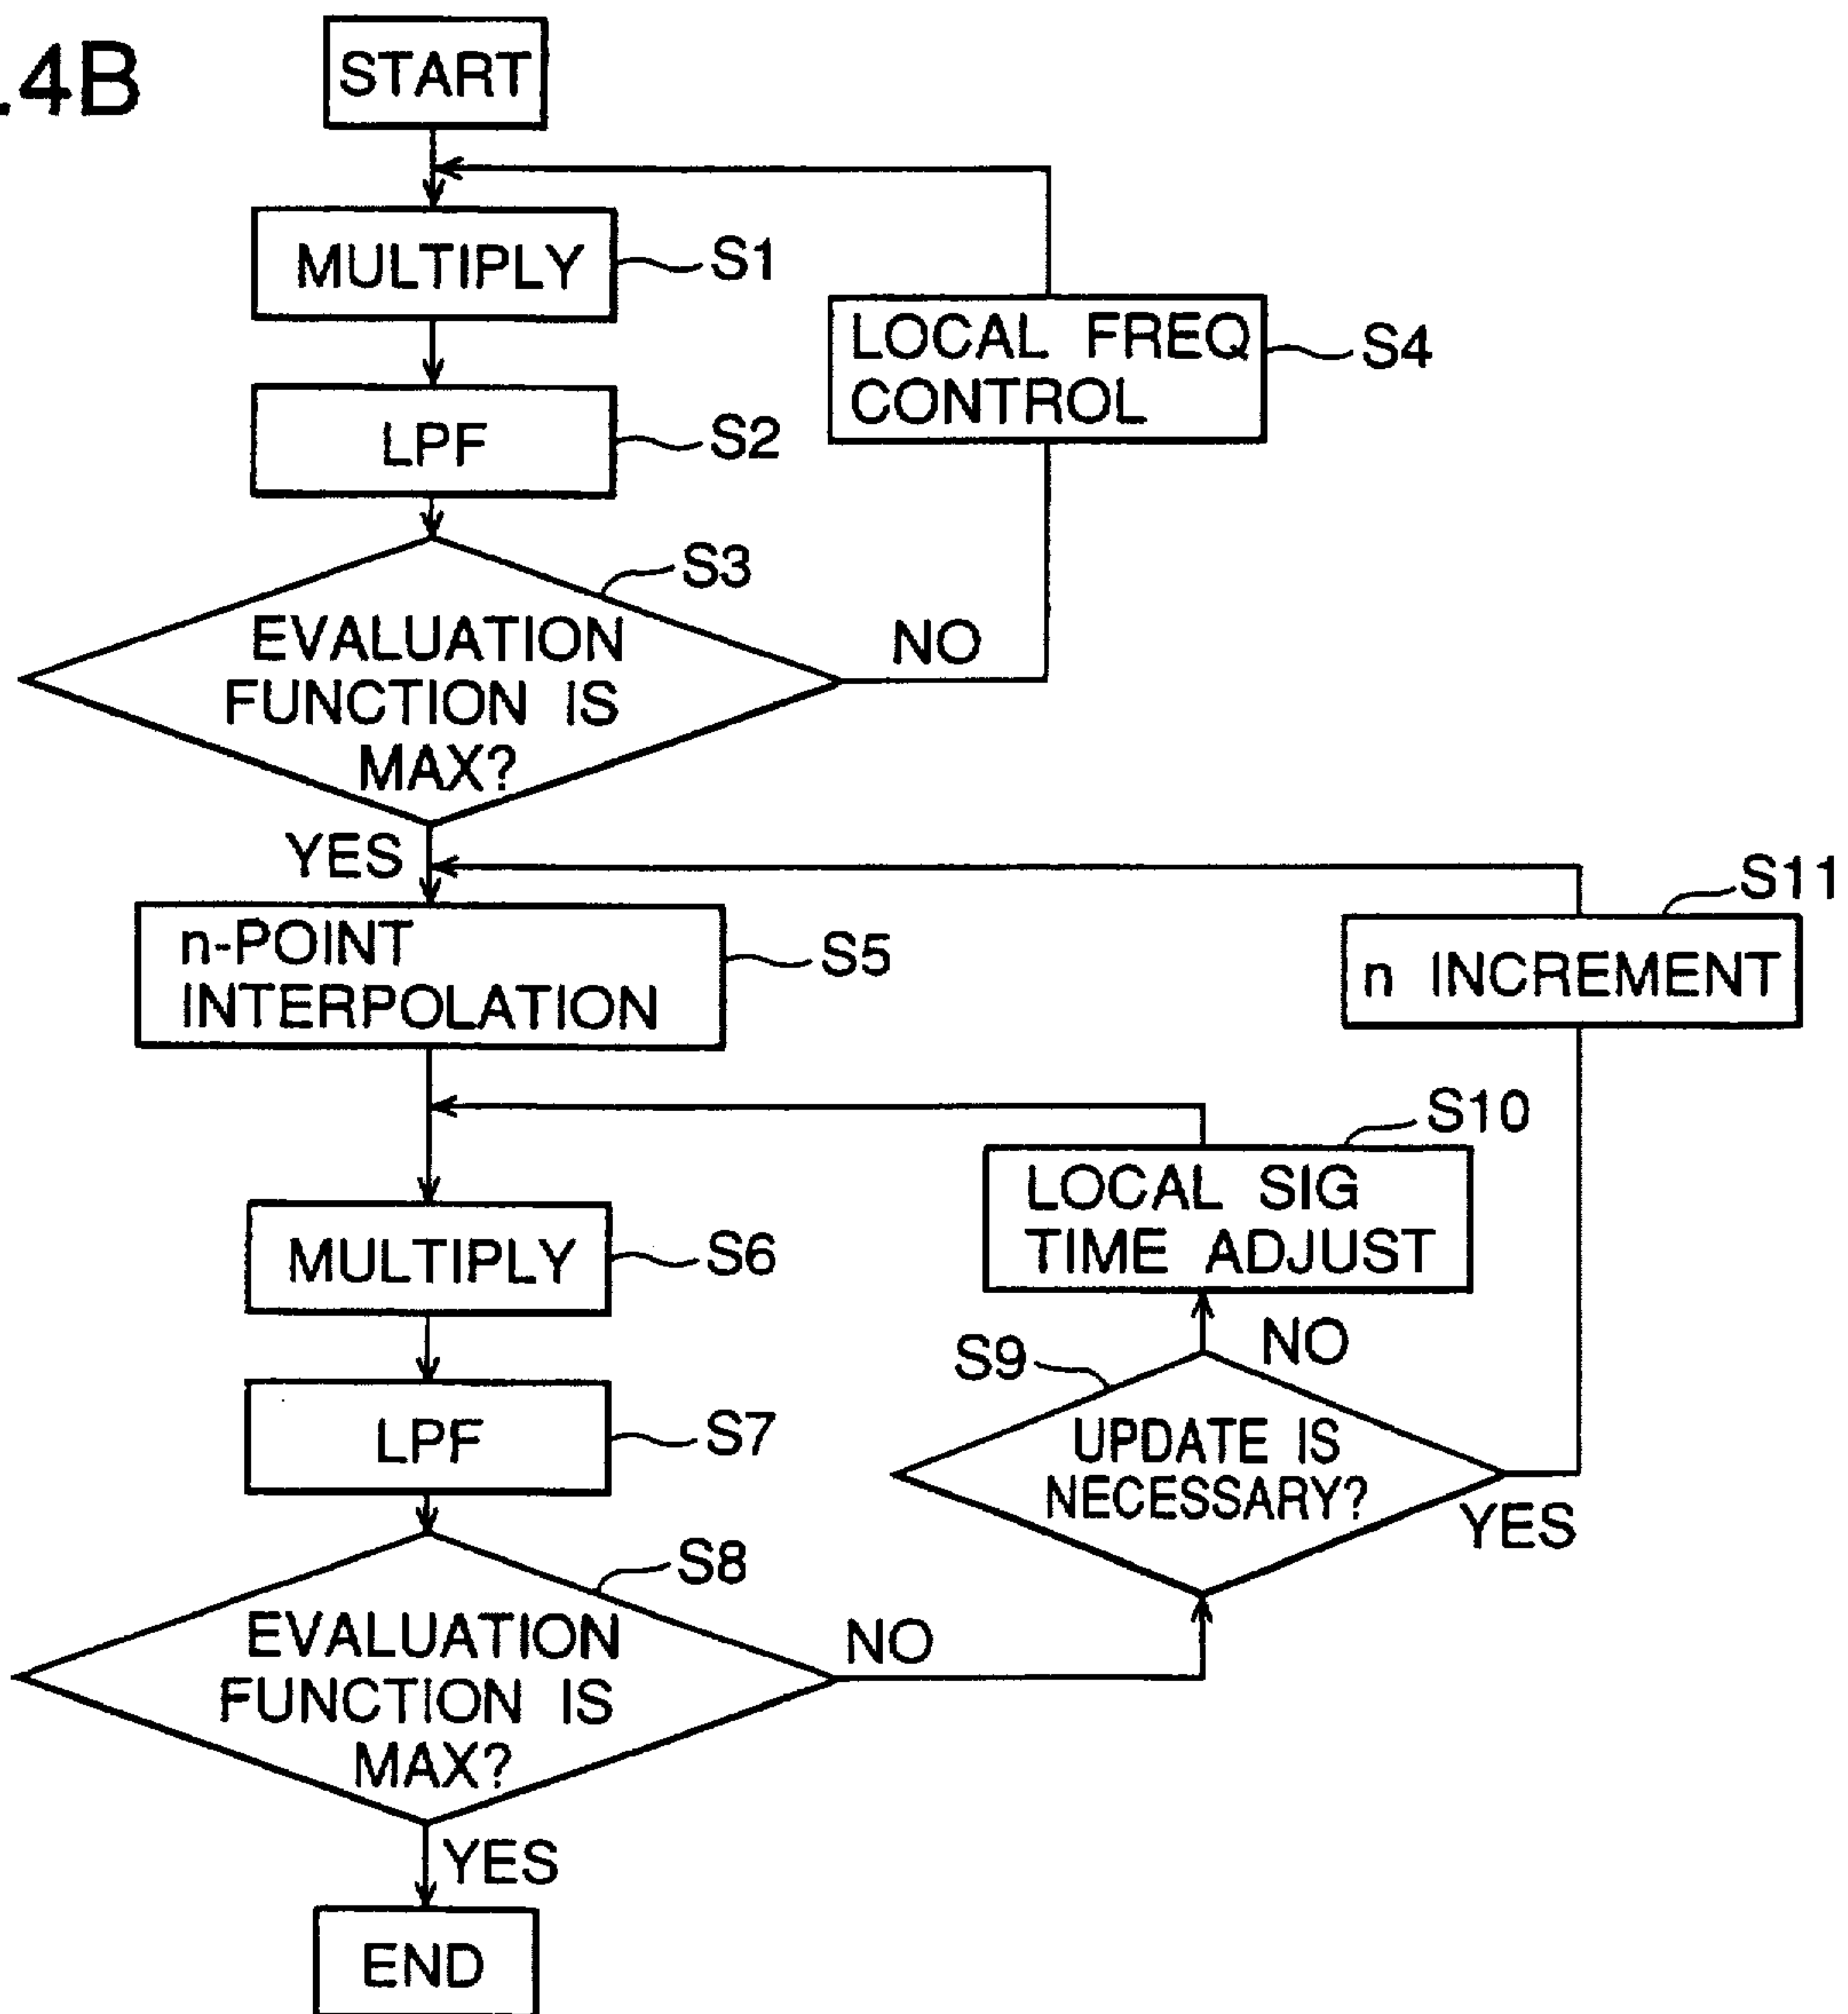 .4B
START
MULTIPLY
S1
LOCAL FREQ
CONTROL
S4
LPF
S2
S3
EVALUATION
FUNCTION IS
MAX?
NO
YES
n-POINT
INTERPOLATION
S5
S11
n INCREMENT
S10
LOCAL SIG
TIME ADJUST
MULTIPLY
S6
S9
NO
LPF
S7
UPDATE IS
NECESSARY?
YES
S8
EVALUATION
FUNCTION IS
MAX?
NO
YES
END